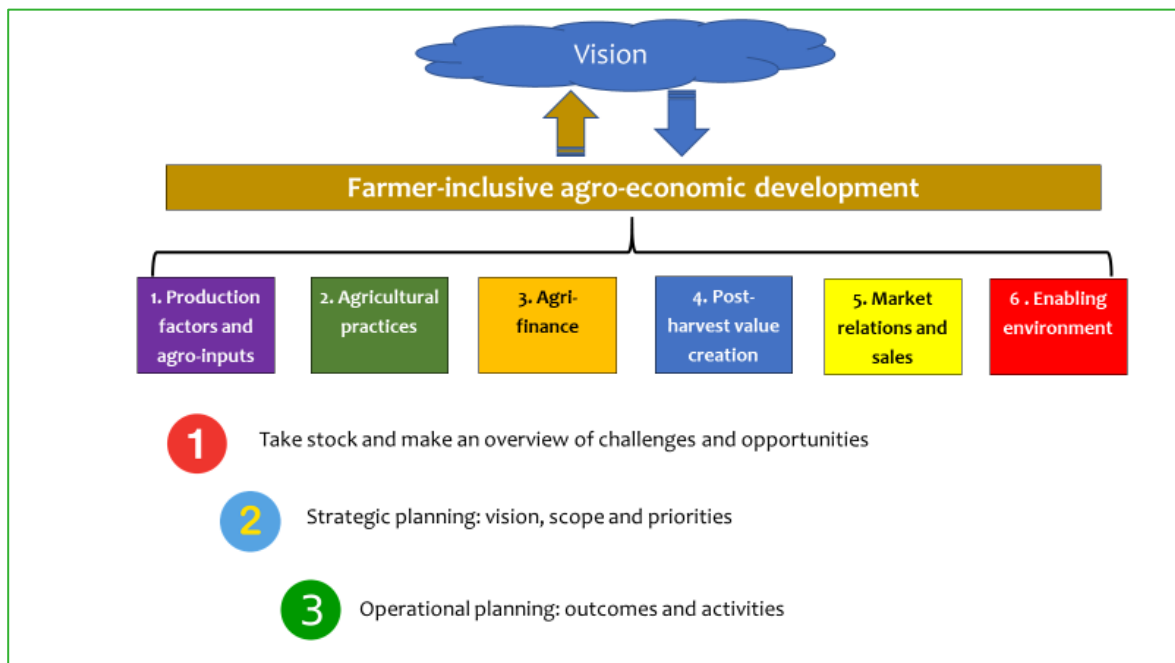 Vision
Farmer-inclusive agro-economic development
1. Production
factors and
agro-inputs
2. Agricultural
practices
3. Agri-
finance
4. Post-
harvest value
creation
5. Market
relations and
sales
6 . Enabling
environment
1
Take stock and make an overview of challenges and opportunities
2
Strategic planning: vision, scope and priorities
3
Operational planning: outcomes and activities